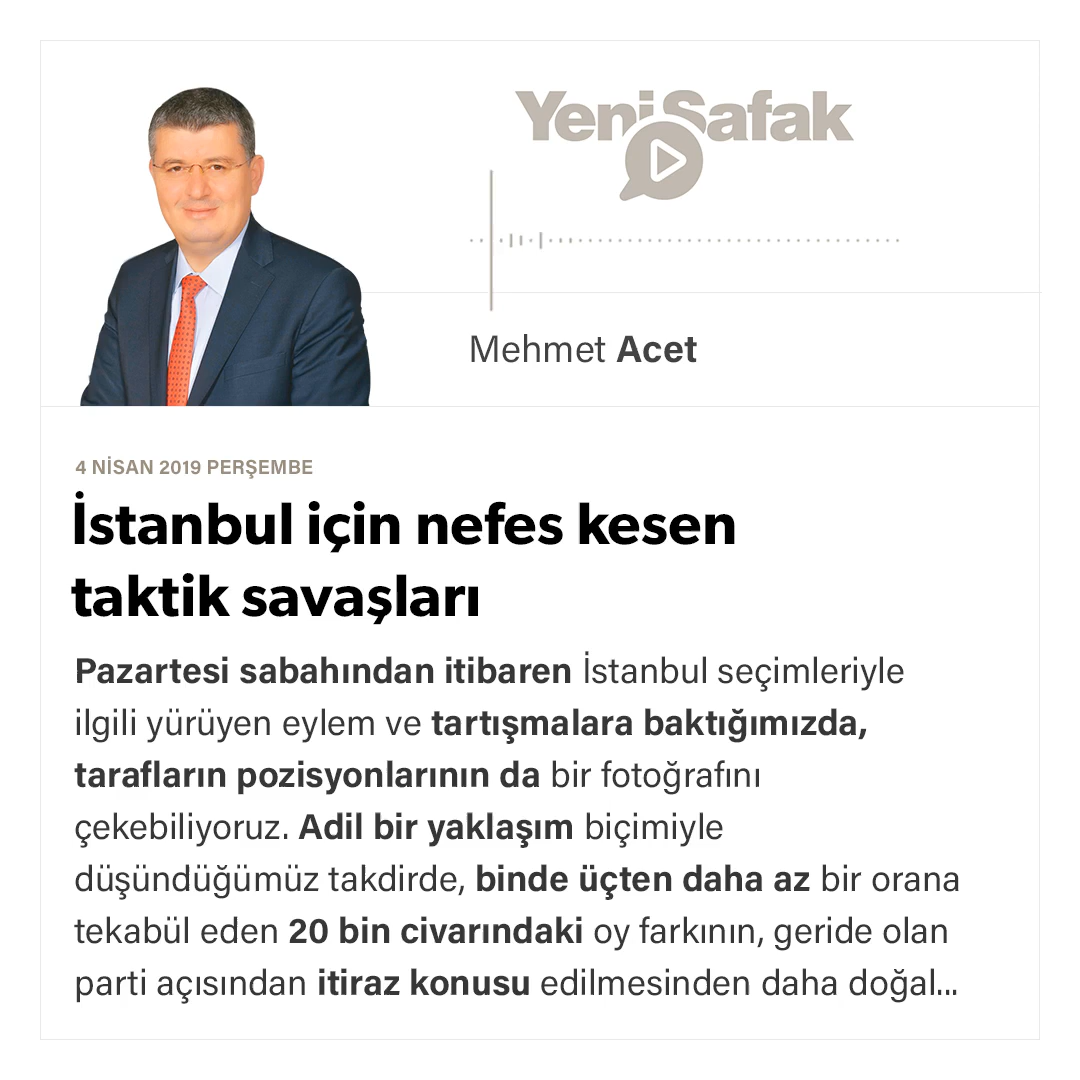 Yeni Şafak
Mehmet Acet
4 NİSAN 2019 PERŞEMBE
İstanbul için nefes kesen
taktik savaşları
Pazartesi sabahından itibaren İstanbul seçimleriyle
ilgili yürüyen eylem ve tartışmalara baktığımızda,
tarafların pozisyonlarının da bir fotoğrafını
çekebiliyoruz. Adil bir yaklaşım biçimiyle
düşündüğümüz takdirde, binde üçten daha az bir orana
tekabül eden 20 bin civarındaki oy farkının, geride olan
parti açısından itiraz konusu edilmesinden daha doğal...